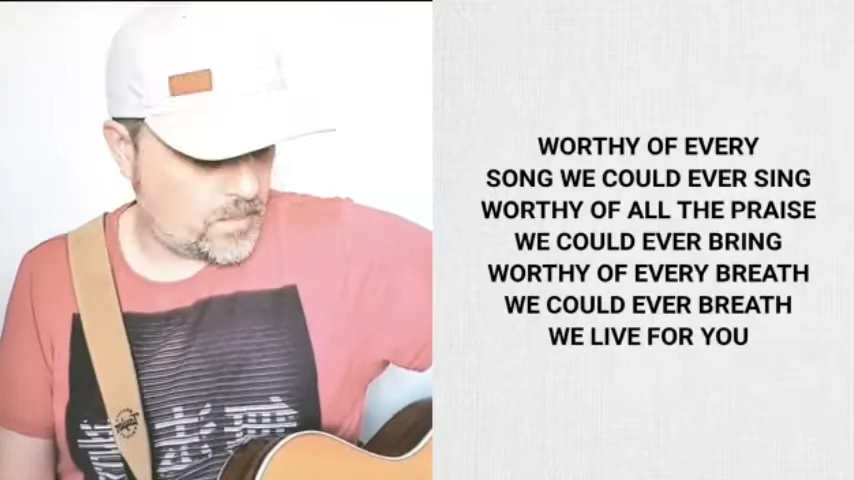 WORTHY OF EVERY
SONG WE COULD EVER SING
WORTHY OF ALL THE PRAISE
WE COULD EVER BRING
WORTHY OF EVERY BREATH
WE COULD EVER BREATH
WE LIVE FOR YOU